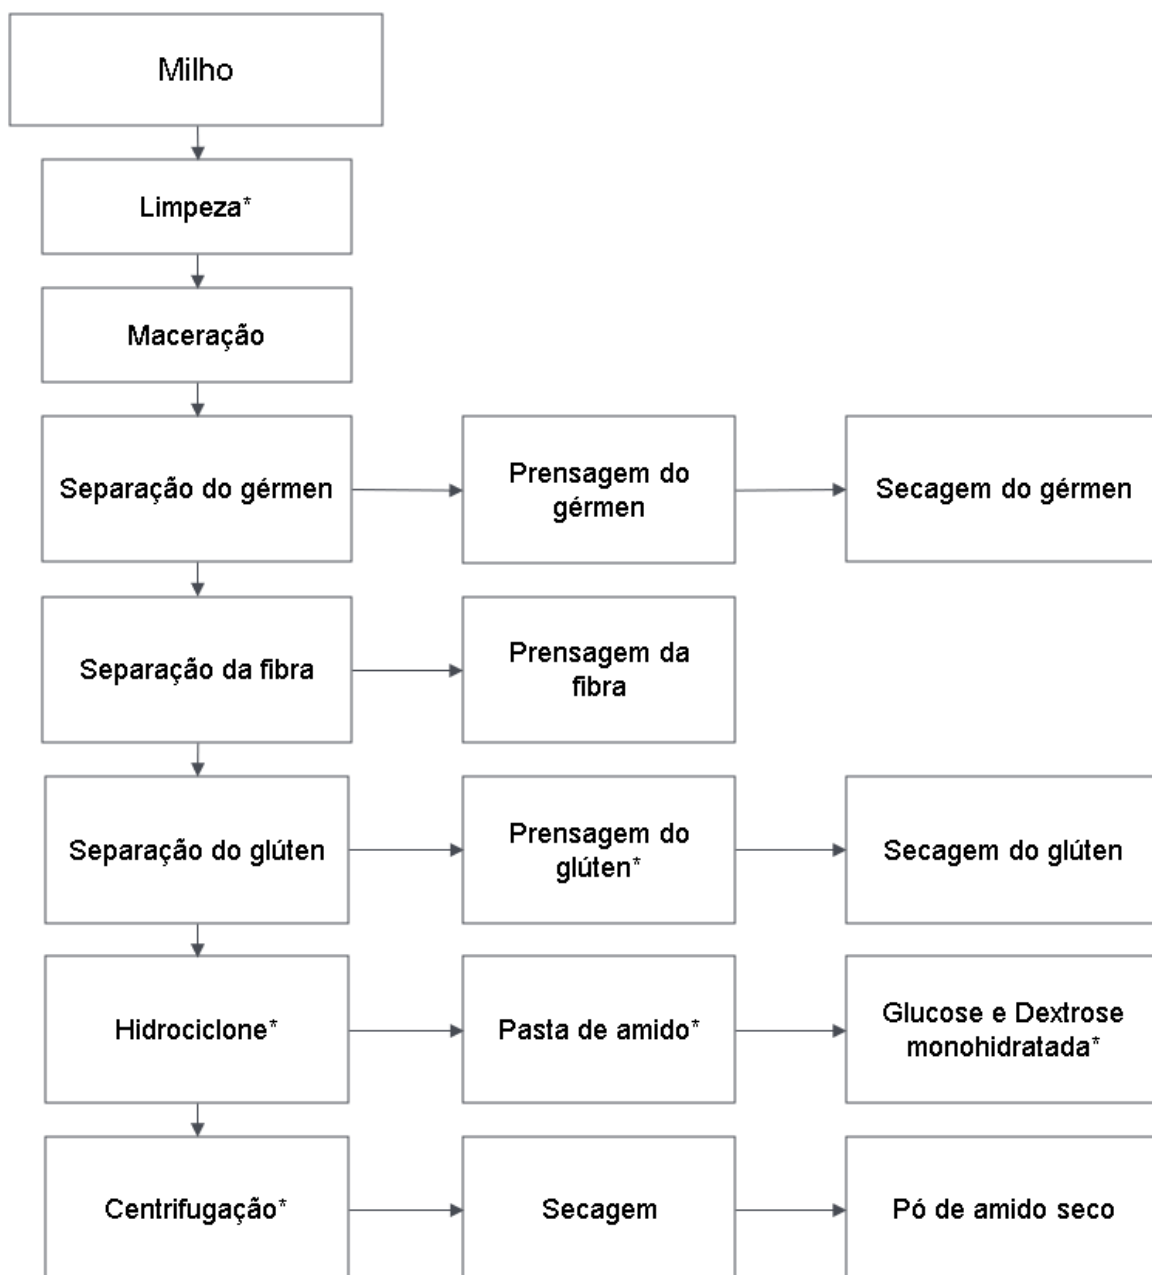 Milho
Limpeza*
Maceração
Separação do gérmen
Prensagem do
gérmen
Secagem do gérmen
Separação da fibra
Prensagem da
fibra
Separação do glúten
Prensagem do
glúten*
Secagem do glúten
Hidrociclone*
Pasta de amido*
Glucose e Dextrose
monohidratada*
Centrifugação*
Secagem
Pó de amido seco